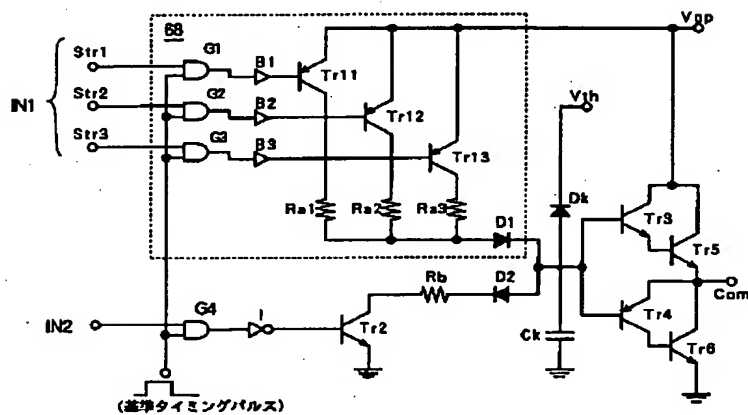 68
Vpp
Str1
G1
B1
Tr11
IN1
Str2
G2
B2
Tr12
Vth
Str3
G3
B3
Tr13
Ra1
Ra2
Ra3
Dk
Tr3
D1
Tr5
Rb
D2
Com
IN2
G4
I
Tr2
Ck
Tr4
Tr6
(基準タイミングパルス)